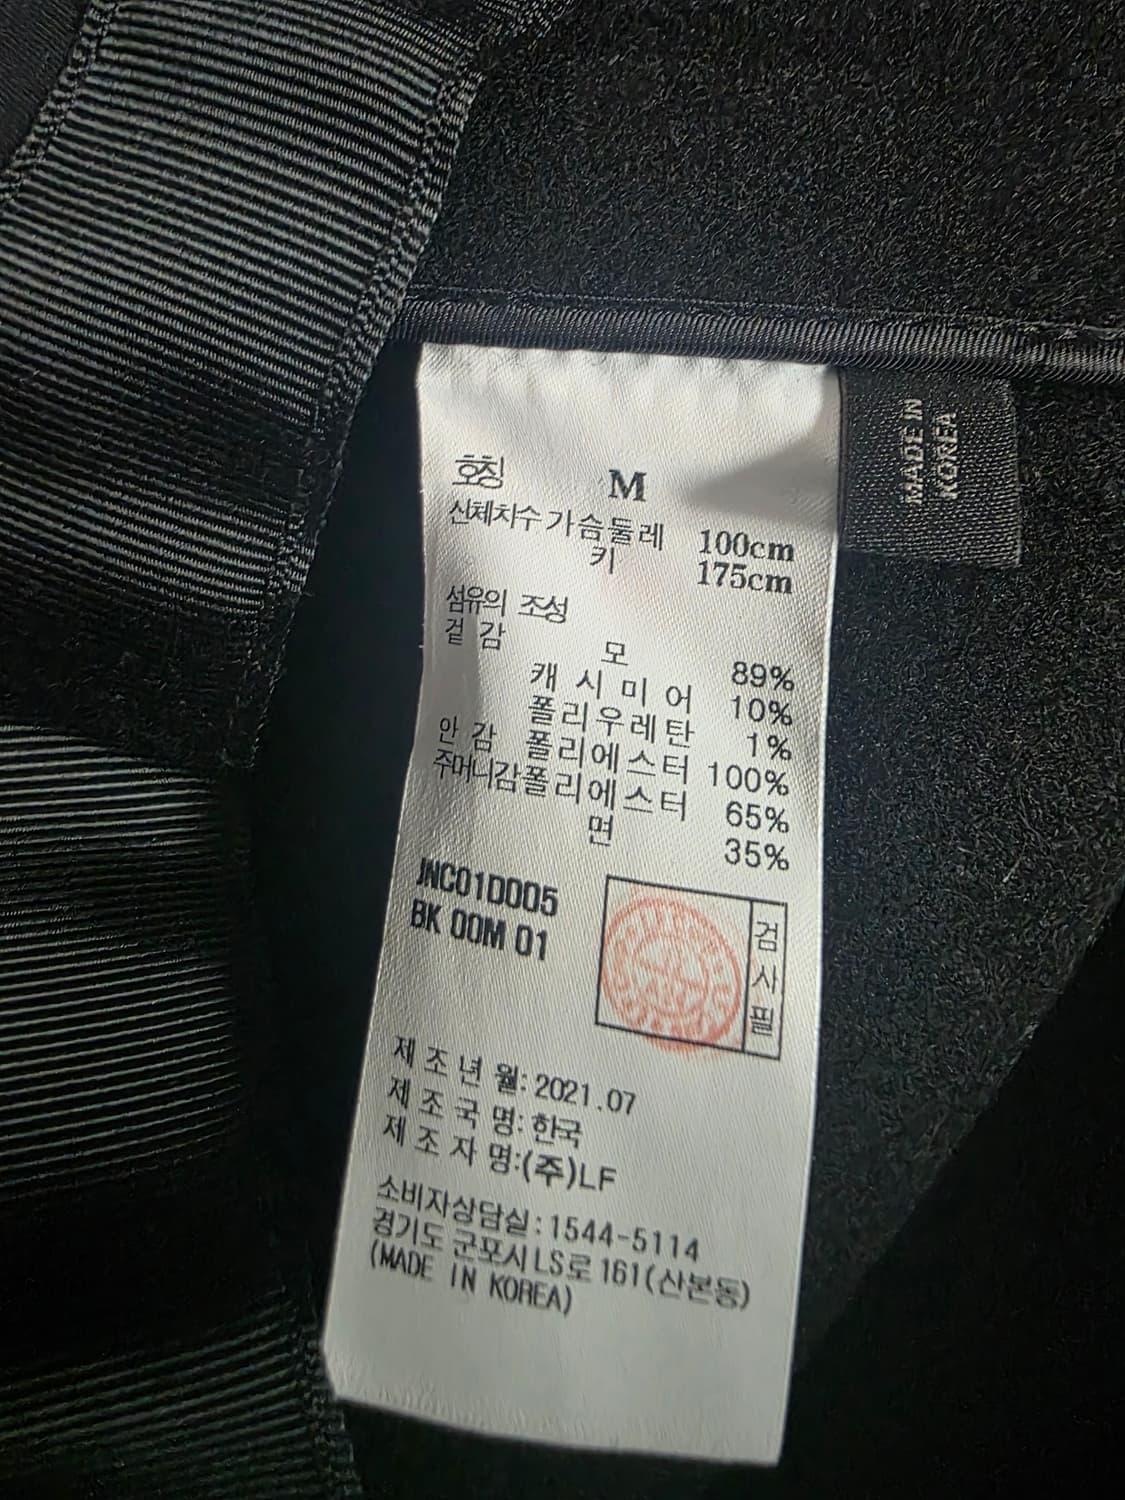 호칭 M
신체치수 가슴둘레 100cm
키 175cm
섬유의 조성
겉감 모 89%
캐시미어 10%
폴리우레탄 1%
안감 폴리에스터 100%
주머니감 폴리에스터 65%
면 35%
JNC01D005
BK 00M 01
검사필
제조년월: 2021.07
제조국명: 한국
제조자명:(주)LF
소비자상담실: 1544-5114
경기도 군포시 LS로 161(산본동)
(MADE IN KOREA)
MADE IN
KOREA